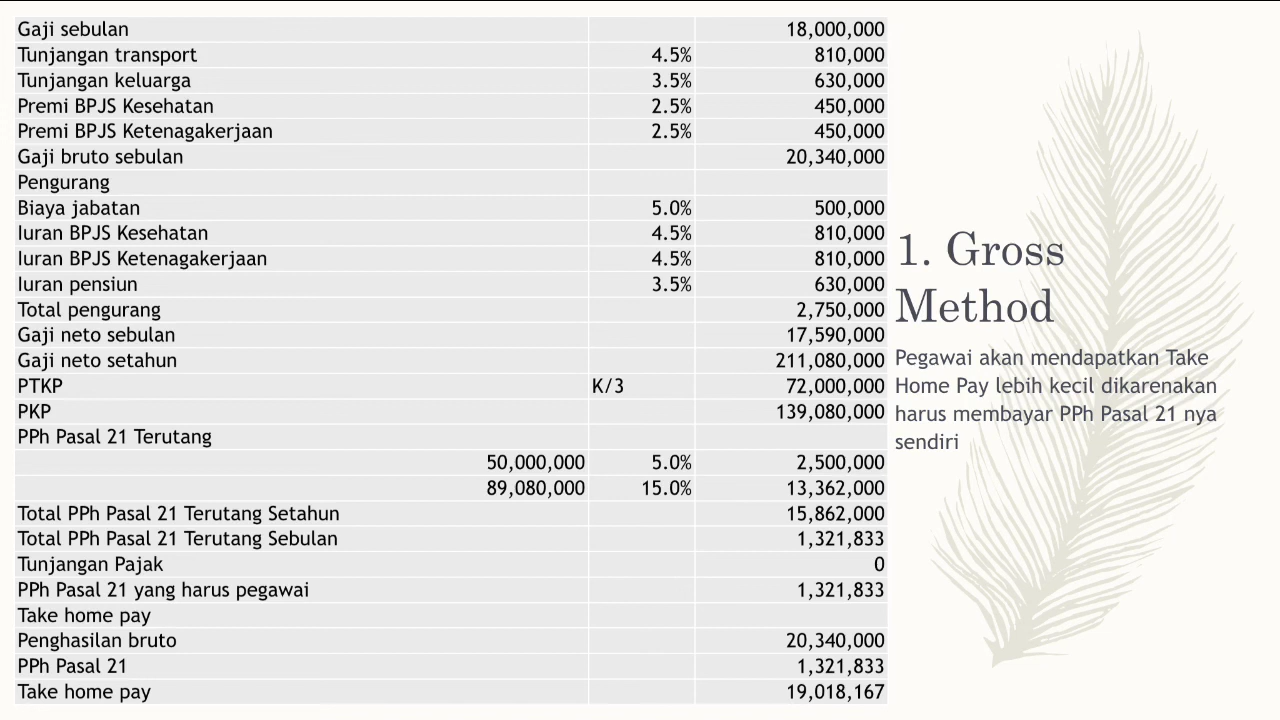 Gaji sebulan 18,000,000
Tunjangan transport 4.5% 810,000
Tunjangan keluarga 3.5% 630,000
Premi BPJS Kesehatan 2.5% 450,000
Premi BPJS Ketenagakerjaan 2.5% 450,000
Gaji bruto sebulan 20,340,000
Pengurang
Biaya jabatan 5.0% 500,000
Iuran BPJS Kesehatan 4.5% 810,000
Iuran BPJS Ketenagakerjaan 4.5% 810,000
Iuran pensiun 3.5% 630,000
Total pengurang 2,750,000
Gaji neto sebulan 17,590,000
Gaji neto setahun 211,080,000
PTKP K/3 72,000,000
PKP 139,080,000
PPh Pasal 21 Terutang
50,000,000 5.0% 2,500,000
89,080,000 15.0% 13,362,000
Total PPh Pasal 21 Terutang Setahun 15,862,000
Total PPh Pasal 21 Terutang Sebulan 1,321,833
Tunjangan Pajak 0
PPh Pasal 21 yang harus pegawai 1,321,833
Take home pay
Penghasilan bruto 20,340,000
PPh Pasal 21 1,321,833
Take home pay 19,018,167
1. Gross
Method
Pegawai akan mendapatkan Take
Home Pay lebih kecil dikarenakan
harus membayar PPh Pasal 21 nya
sendiri